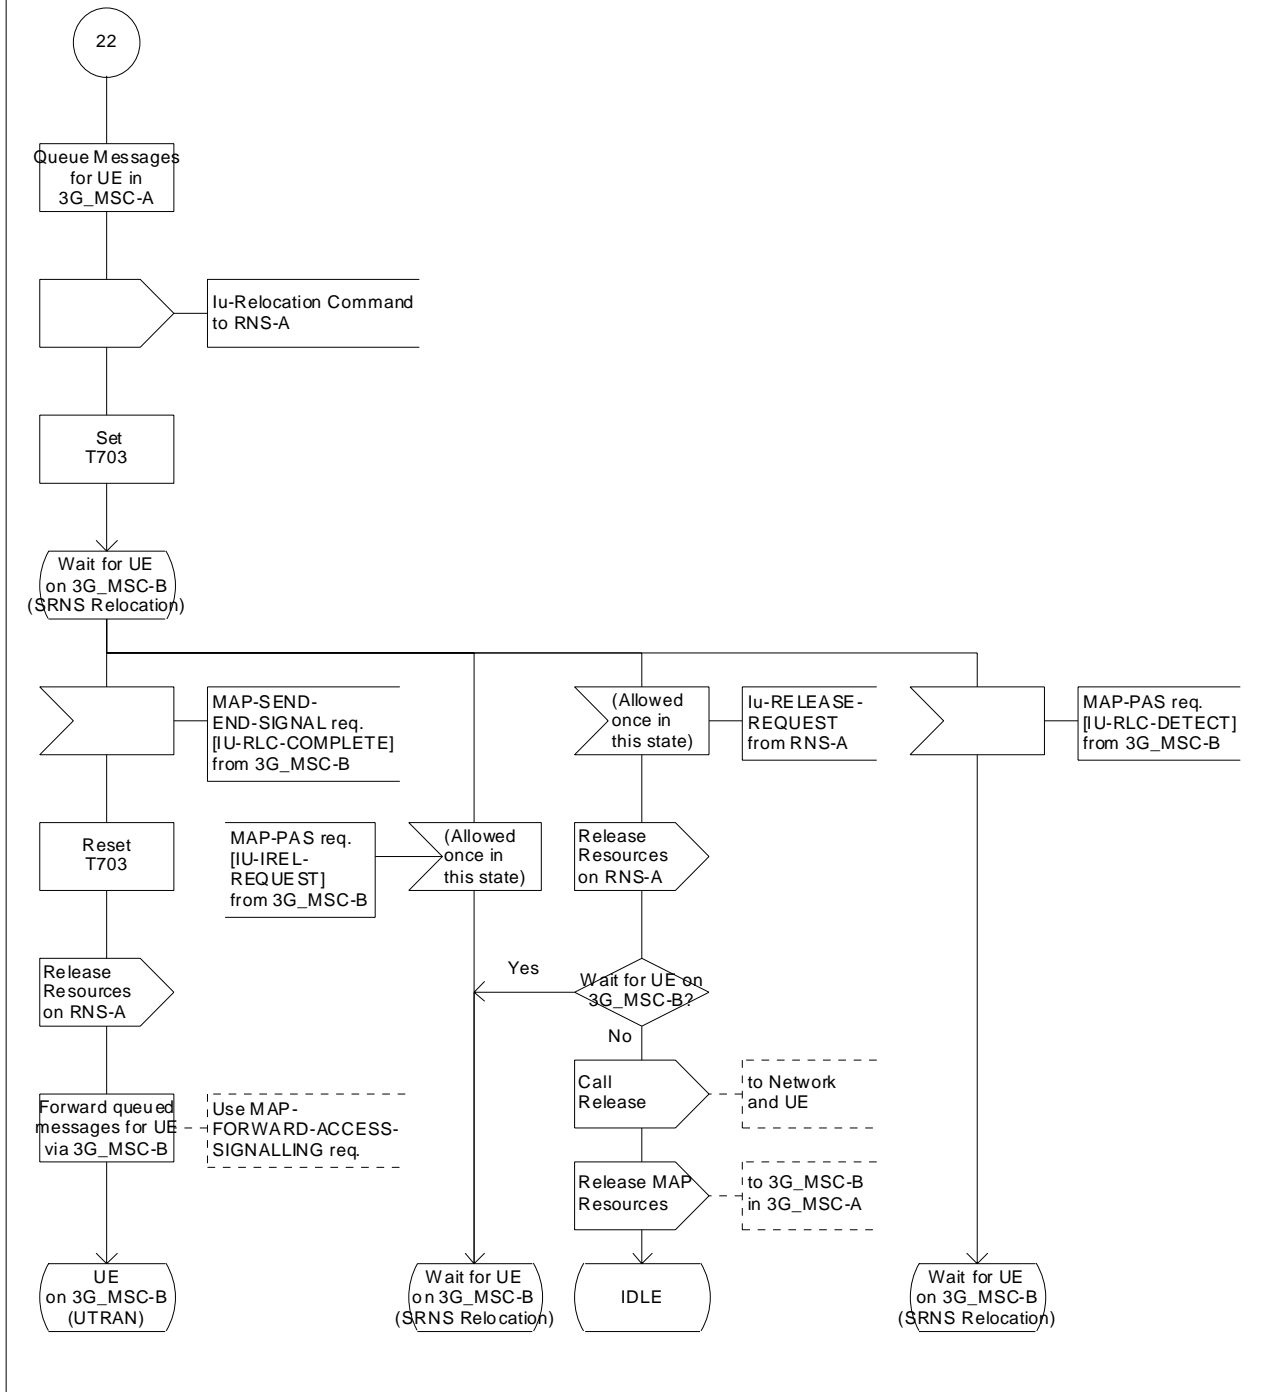 22
Queue Messages
for UE in
3G_MSC-A
Iu-Relocation Command
to RNS-A
Set
T703
Wait for UE
on 3G_MSC-B
(SRNS Relocation)
MAP-SEND-
END-SIGNAL req.
[IU-RLC-COMPLETE]
from 3G_MSC-B
(Allowed
once in
this state)
Iu-RELEASE-
REQUEST
from RNS-A
MAP-PAS req.
[IU-RLC-DETECT]
from 3G_MSC-B
Reset
T703
MAP-PAS req.
[IU-IREL-
REQUEST]
from 3G_MSC-B
(Allowed
once in
this state)
Release
Resources
on RNS-A
Release
Resources
on RNS-A
Yes
Wait for UE on
3G_MSC-B?
No
Call
Release
to Network
and UE
Forward queued
messages for UE
via 3G_MSC-B
Use MAP-
FORWARD-ACCESS-
SIGNALLING req.
Release MAP
Resources
to 3G_MSC-B
in 3G_MSC-A
UE
on 3G_MSC-B
(UTRAN)
Wait for UE
on 3G_MSC-B
(SRNS Relocation)
IDLE
Wait for UE
on 3G_MSC-B
(SRNS Relocation)